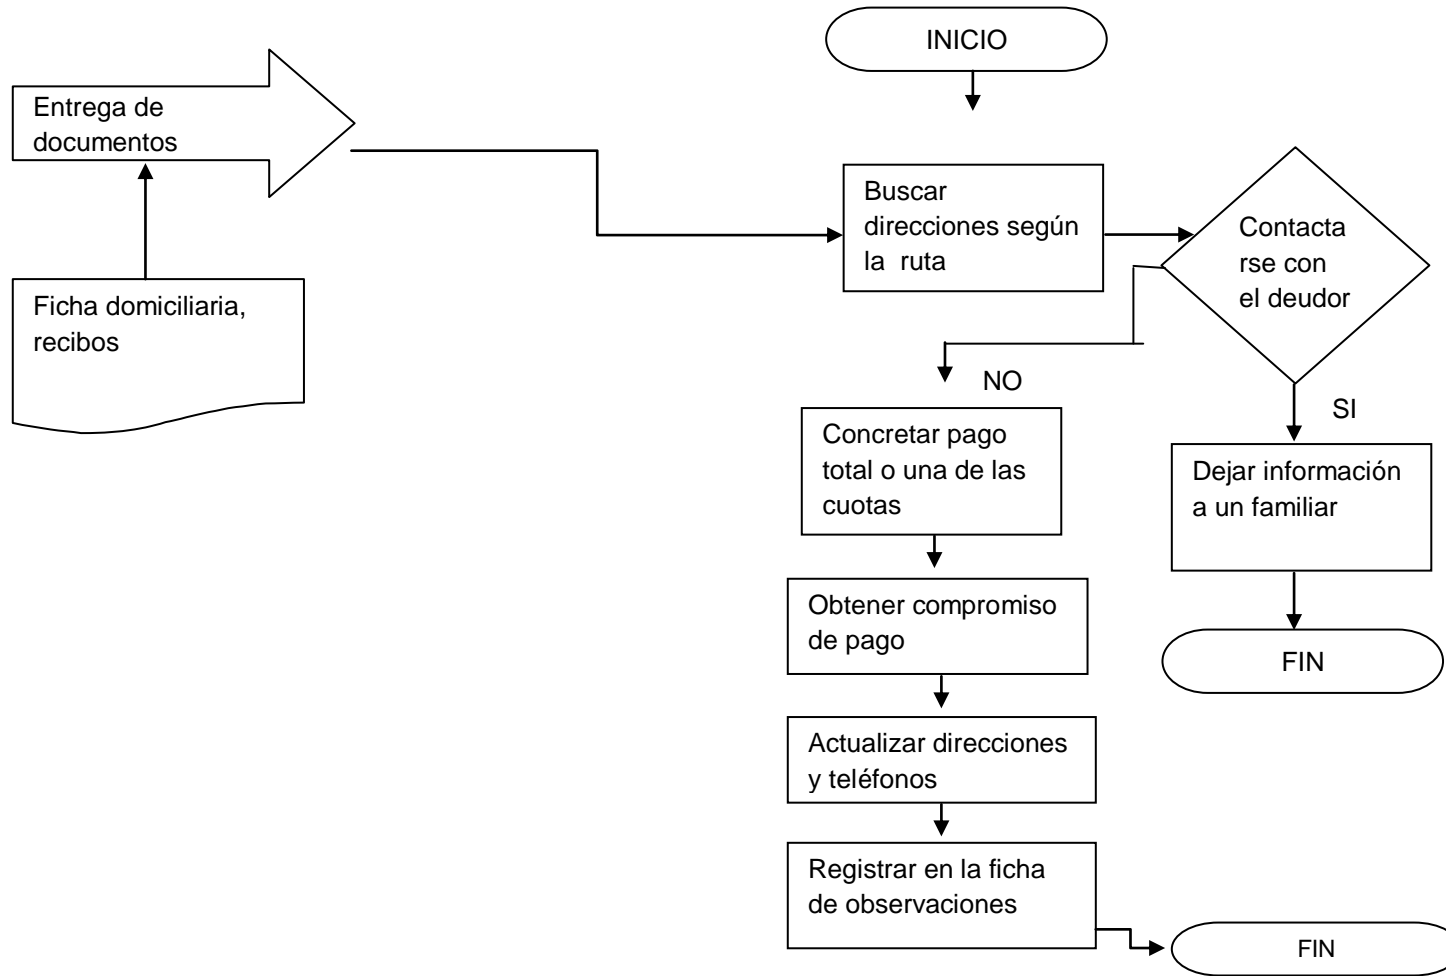 INICIO
Entrega de
documentos
Buscar
direcciones según
la ruta
Contacta
rse con
el deudor
Ficha domiciliaria,
recibos
NO
SI
Concretar pago
total o una de las
cuotas
Dejar información
a un familiar
Obtener compromiso
de pago
FIN
Actualizar direcciones
y teléfonos
Registrar en la ficha
de observaciones
FIN